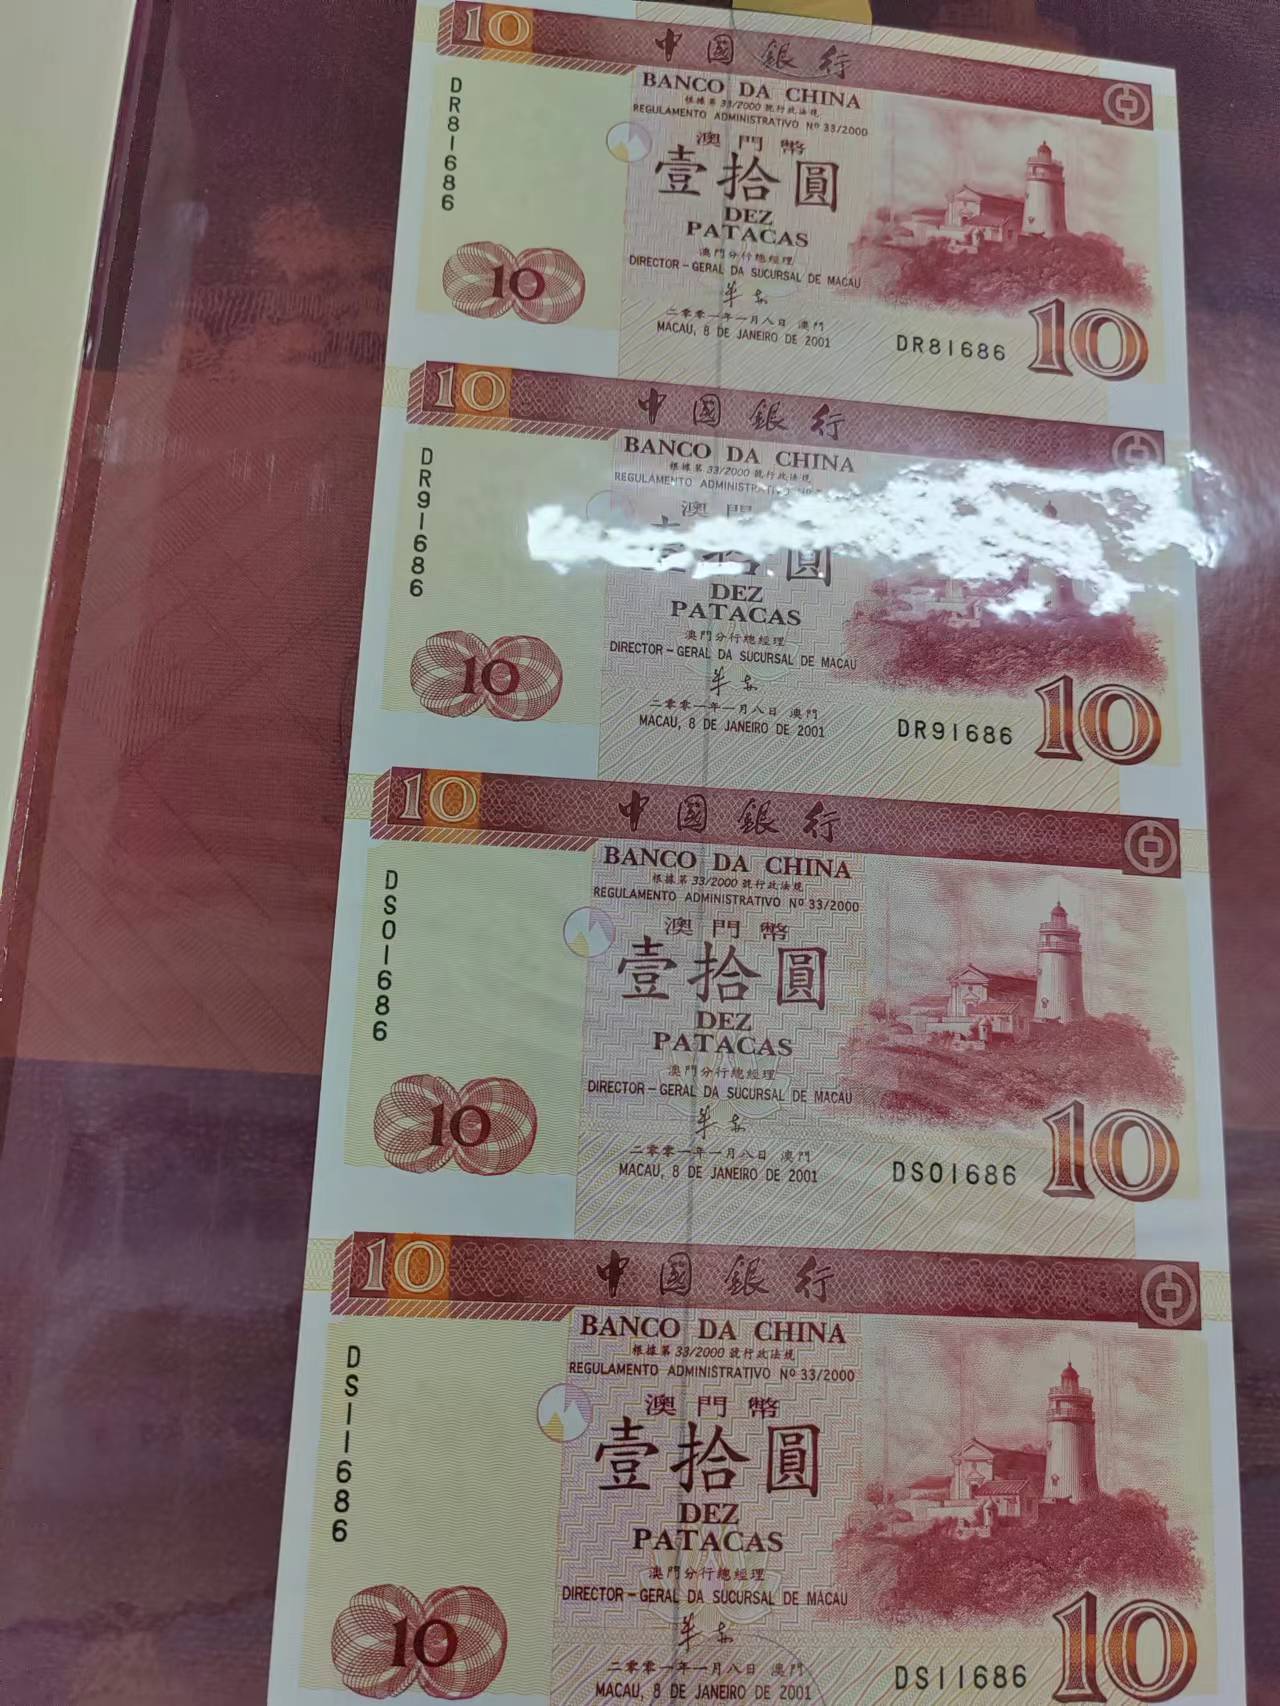 10 中國銀行
BANCO DA CHINA
根據第33/2000號行政法規
REGULAMENTO ADMINISTRATIVO Nº 33/2000
DR81686
澳門幣
壹拾圓
DEZ
PATACAS
澳門分行總經理
DIRECTOR-GERAL DA SUCURSAL DE MACAU
10
二零零一年一月八日 澳門
MACAU, 8 DE JANEIRO DE 2001
DR81686
10
10 中國銀行
BANCO DA CHINA
根據第33/2000號行政法規
REGULAMENTO ADMINISTRATIVO
DR91686
澳門
壹拾圓
DEZ
PATACAS
澳門分行總經理
DIRECTOR-GERAL DA SUCURSAL DE MACAU
10
二零零一年一月八日 澳門
MACAU, 8 DE JANEIRO DE 2001
DR91686
10
10 中國銀行
BANCO DA CHINA
根據第33/2000號行政法規
REGULAMENTO ADMINISTRATIVO Nº 33/2000
DS01686
澳門幣
壹拾圓
DEZ
PATACAS
澳門分行總經理
DIRECTOR-GERAL DA SUCURSAL DE MACAU
10
二零零一年一月八日 澳門
MACAU, 8 DE JANEIRO DE 2001
DS01686
10
10 中國銀行
BANCO DA CHINA
根據第33/2000號行政法規
REGULAMENTO ADMINISTRATIVO Nº 33/2000
DS11686
澳門幣
壹拾圓
DEZ
PATACAS
澳門分行總經理
DIRECTOR-GERAL DA SUCURSAL DE MACAU
10
二零零一年一月八日 澳門
MACAU, 8 DE JANEIRO DE 2001
DS11686
10